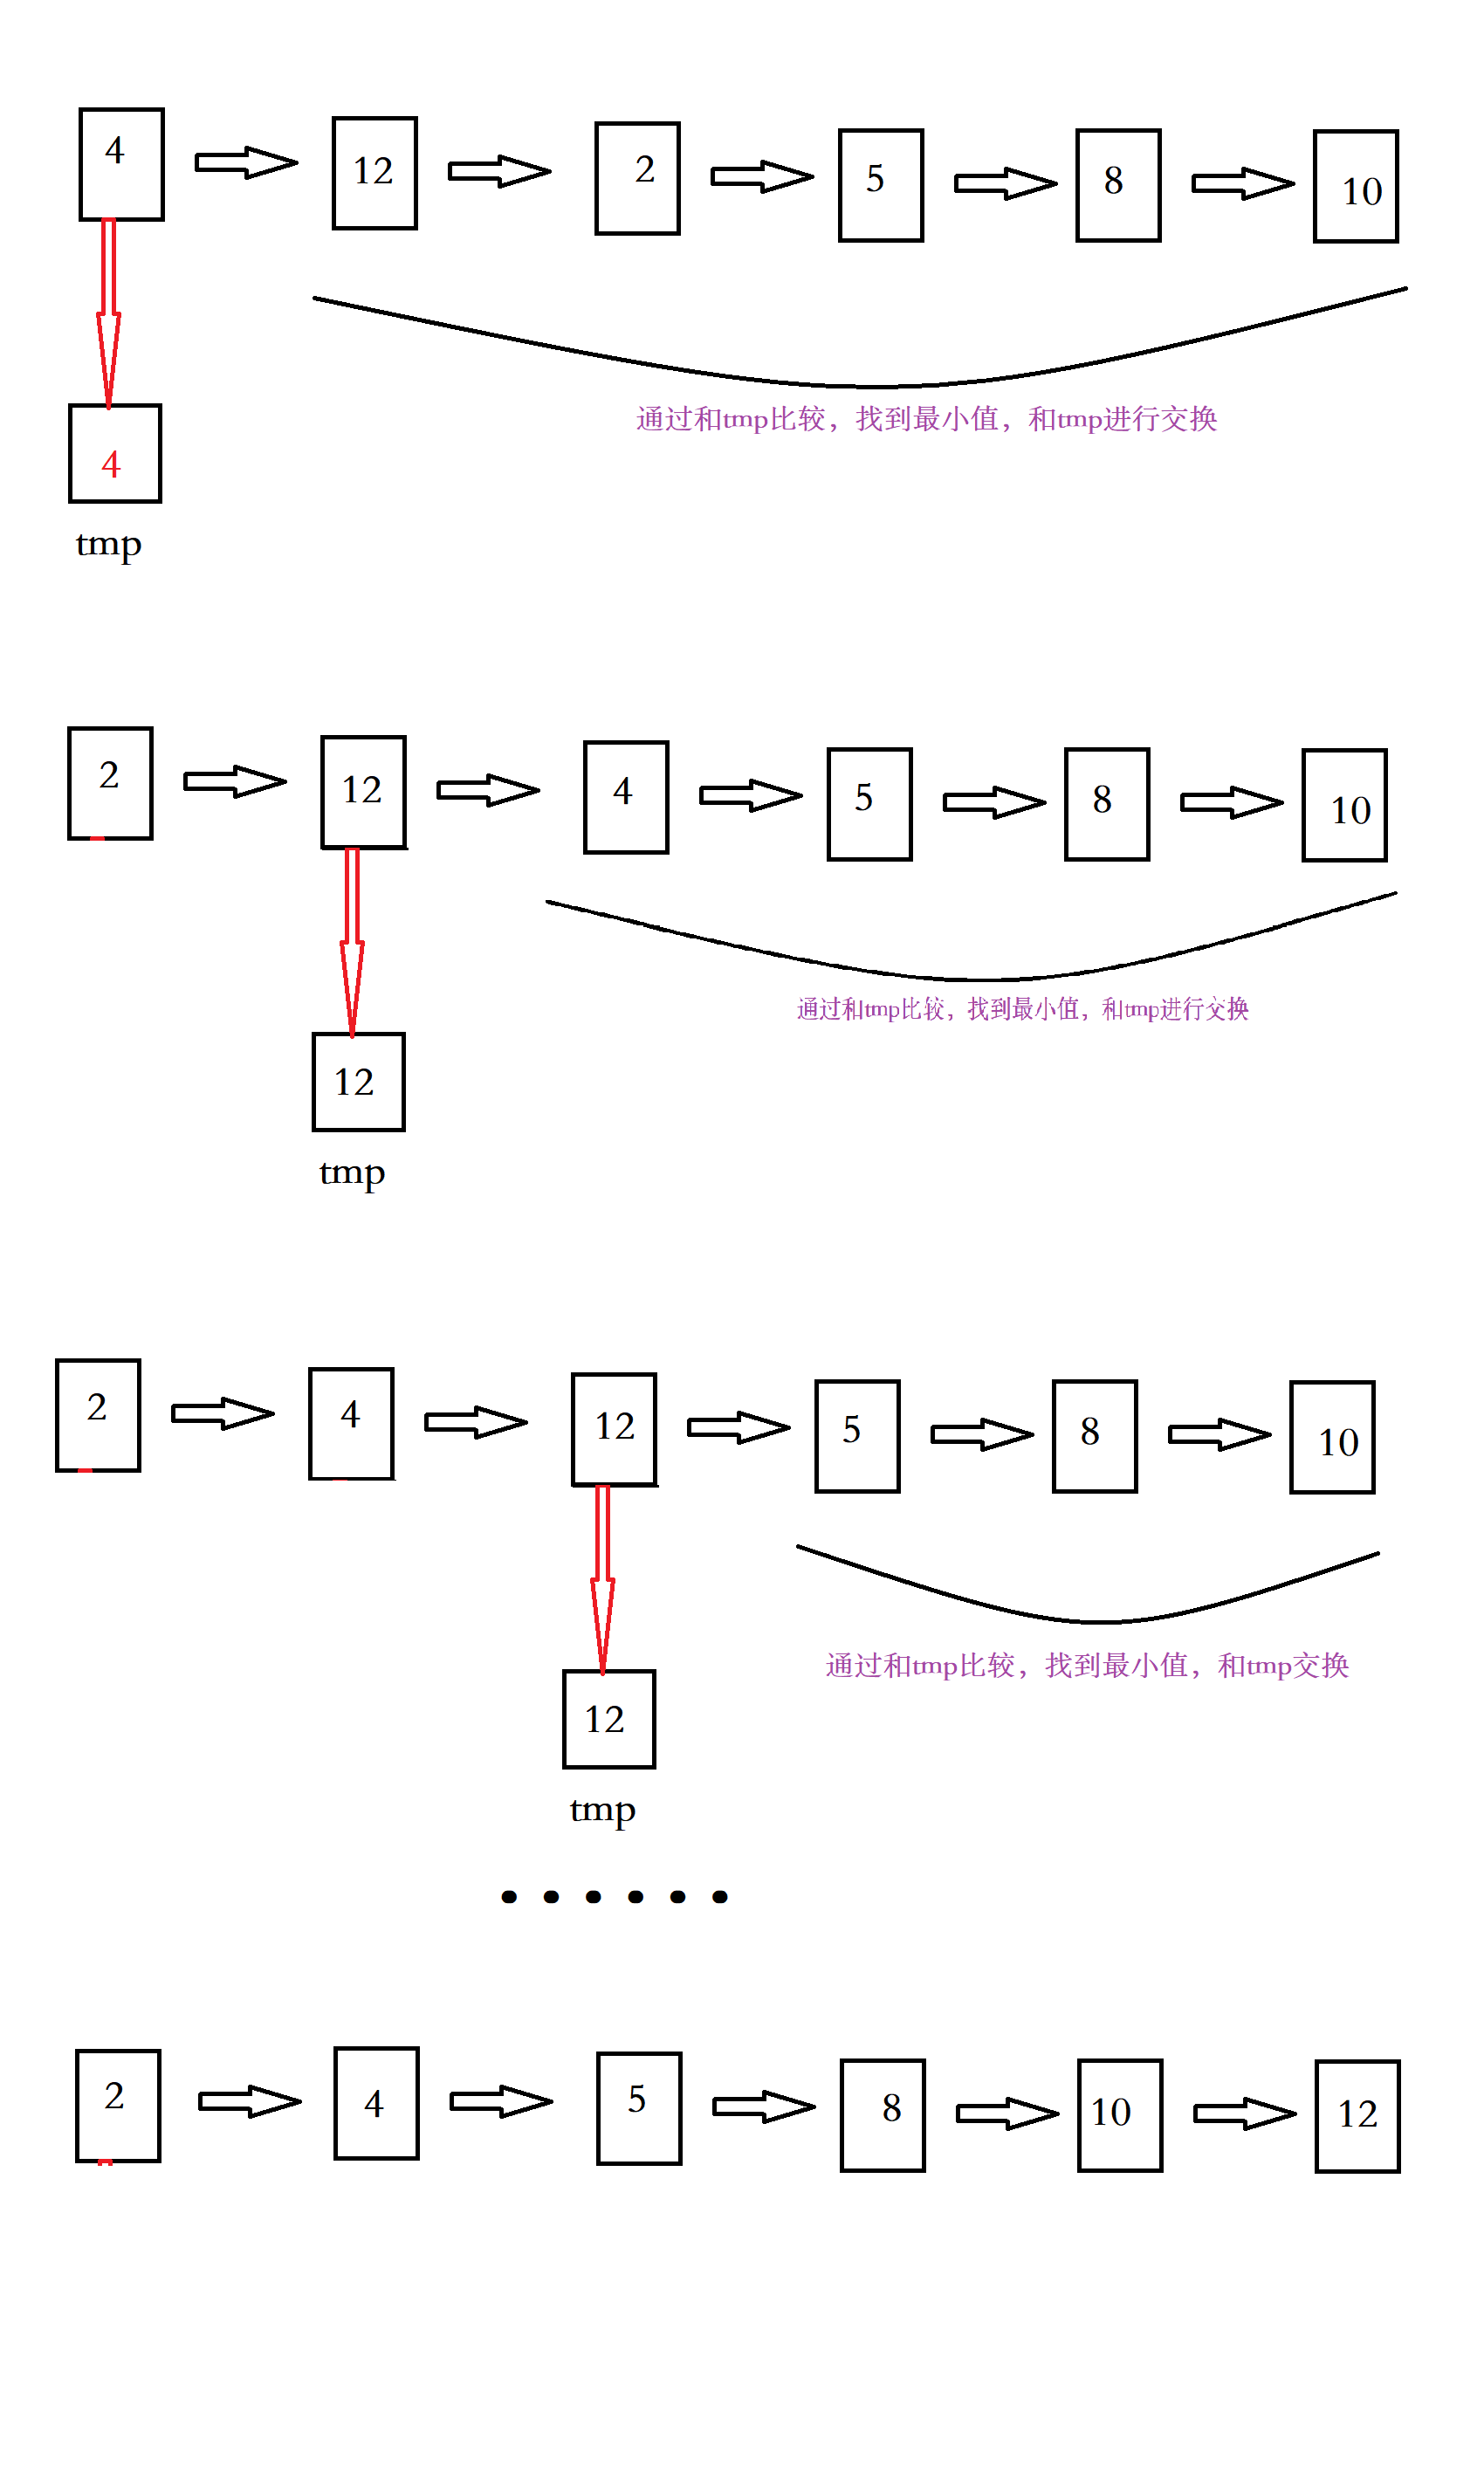 4 12 2 5 8 10
通过和tmp比较，找到最小值，和tmp进行交换
4
tmp
2 12 4 5 8 10
通过和tmp比较，找到最小值，和tmp进行交换
12
tmp
2 4 12 5 8 10
通过和tmp比较，找到最小值，和tmp交换
12
tmp
......
2 4 5 8 10 12